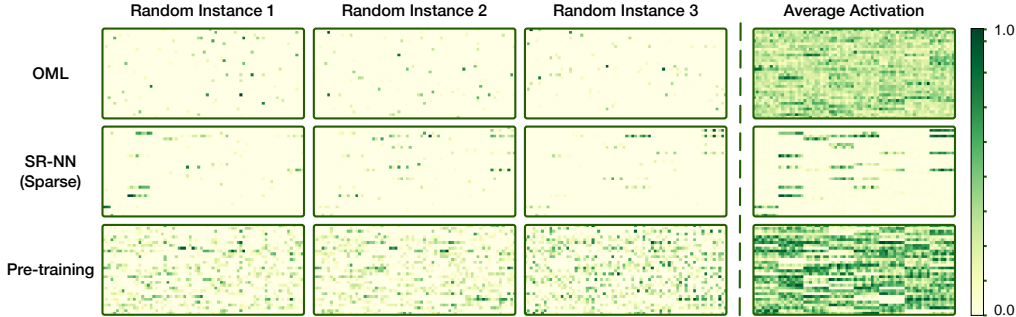 Random Instance 1 Random Instance 2 Random Instance 3 Average Activation
OML
1.0
SR-NN
(Sparse)
Pre-training
0.0